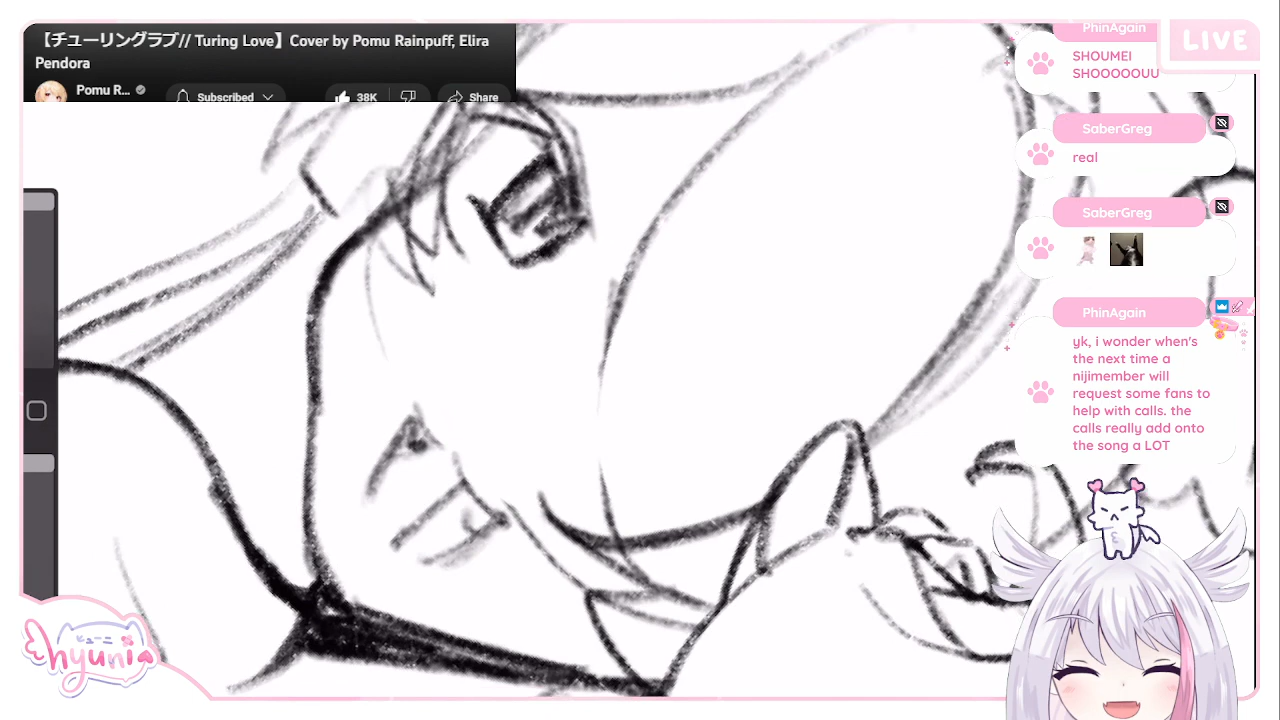 【チューリングラブ// Turing Love】Cover by Pomu Rainpuff, Elira
Pendora
Pomu R...
Subscribed
38K
Share
LIVE
PhinAgain
SHOUMEI
SHOOOOOUU
SaberGreg
real
SaberGreg
PhinAgain
yk, i wonder when's
the next time a
nijimember will
request some fans to
help with calls. the
calls really add onto
the song a LOT
ヒューニ
hyunia